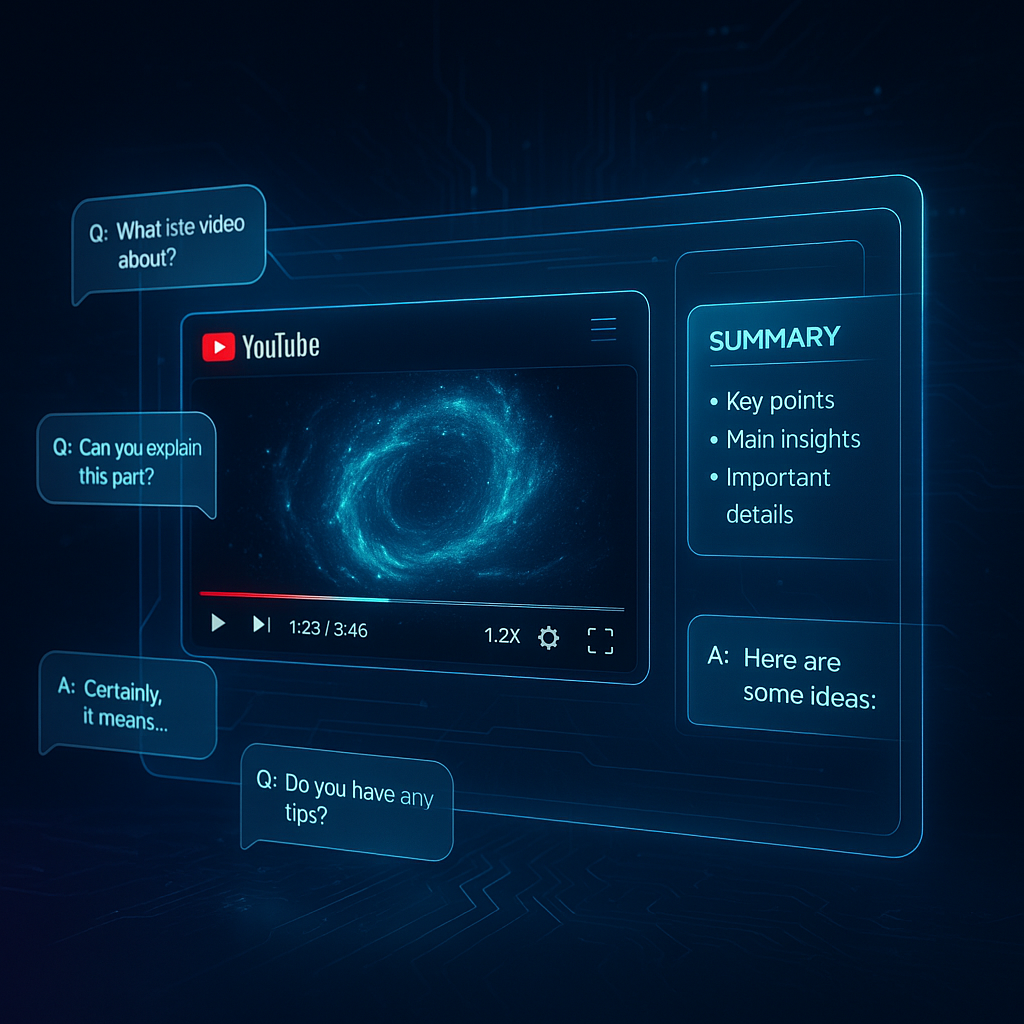 Q: What iste video
about?
YouTube
SUMMARY
• Key points
• Main insights
• Important
details
Q: Can you explain
this part?
1:23 / 3:46
1.2X
A: Certainly,
it means...
A: Here are
some ideas:
Q: Do you have any
tips?